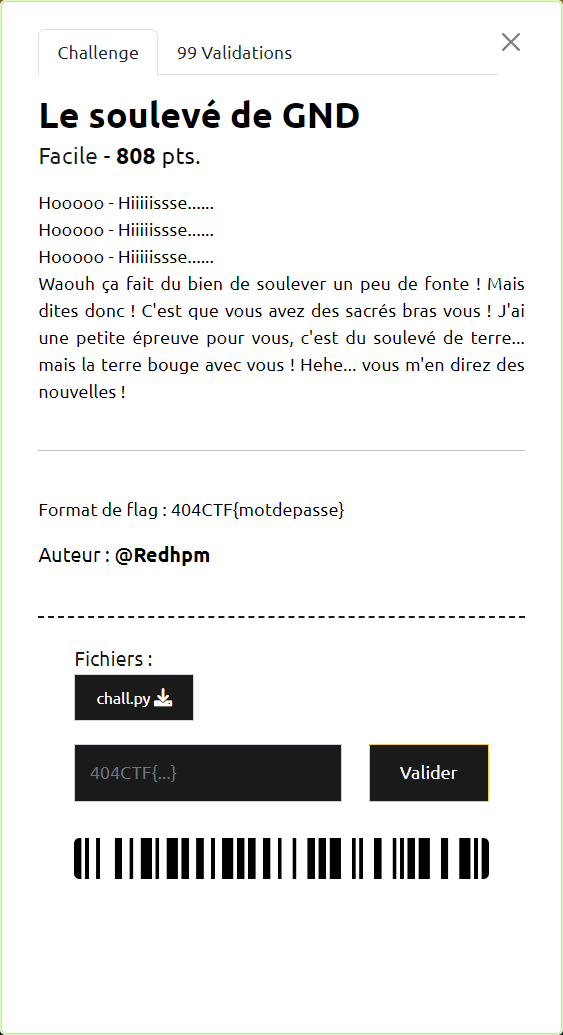 Challenge
99 Validations
Le soulevé de GND
Facile - 808 pts.
Hooooo - Hiiiiissse......
Hooooo - Hiiiiissse......
Hooooo - Hiiiiissse......
Waouh ça fait du bien de soulever un peu de fonte ! Mais
dites donc ! C'est que vous avez des sacrés bras vous ! J'ai
une petite épreuve pour vous, c'est du soulevé de terre...
mais la terre bouge avec vous ! Hehe... vous m'en direz des
nouvelles !
Format de flag : 404CTF{motdepasse}
Auteur : @Redhpm
Fichiers :
chall.py
404CTF{...}
Valider